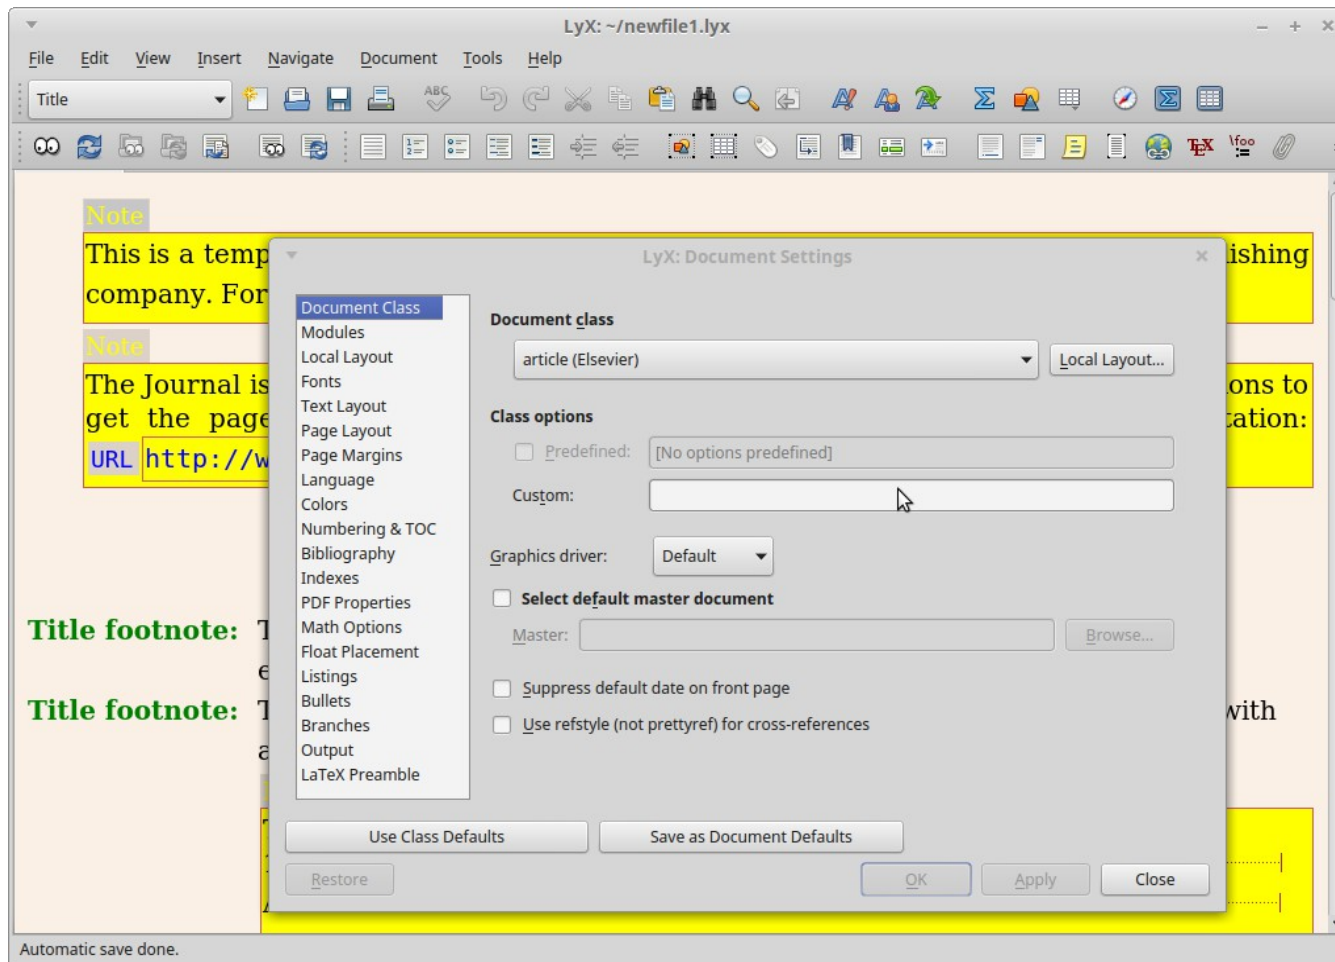 LyX: ~/newfile1.lyx
File Edit View Insert Navigate Document Tools Help
Title
ABC
TEX \foo
Note
This is a temp
ishing
company. For
Note
The Journal is
ons to
get the page
tation:
URL http://w
Title footnote: T
e
Title footnote: T
with
a
LyX: Document Settings
Document Class
Modules
Local Layout
Fonts
Text Layout
Page Layout
Page Margins
Language
Colors
Numbering & TOC
Bibliography
Indexes
PDF Properties
Math Options
Float Placement
Listings
Bullets
Branches
Output
LaTeX Preamble
Document class
article (Elsevier)
Local Layout...
Class options
Predefined: [No options predefined]
Custom:
Graphics driver: Default
Select default master document
Master:
Browse...
Suppress default date on front page
Use refstyle (not prettyref) for cross-references
Use Class Defaults
Save as Document Defaults
Restore
OK
Apply
Close
Automatic save done.